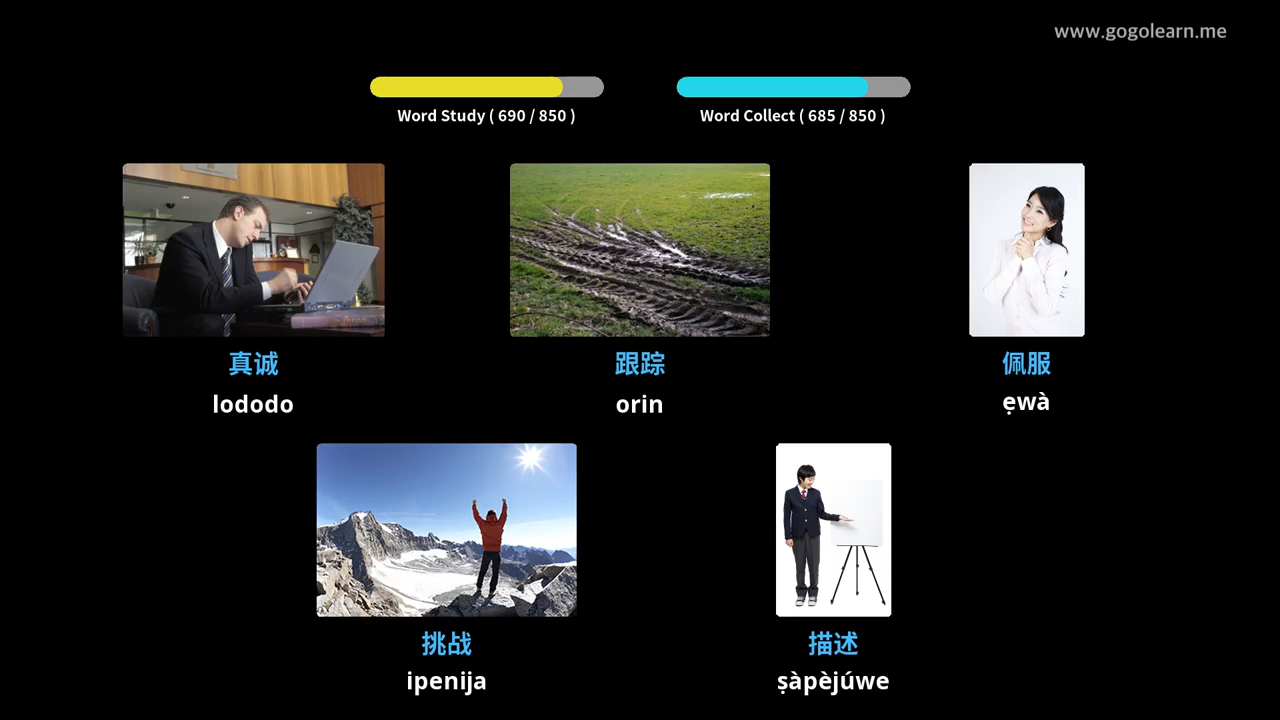 www.gogolearn.me
Word Study ( 690 / 850 )
Word Collect ( 685 / 850 )
真诚
lododo
跟踪
orin
佩服
ẹwà
挑战
ipenija
描述
ṣàpèjúwe